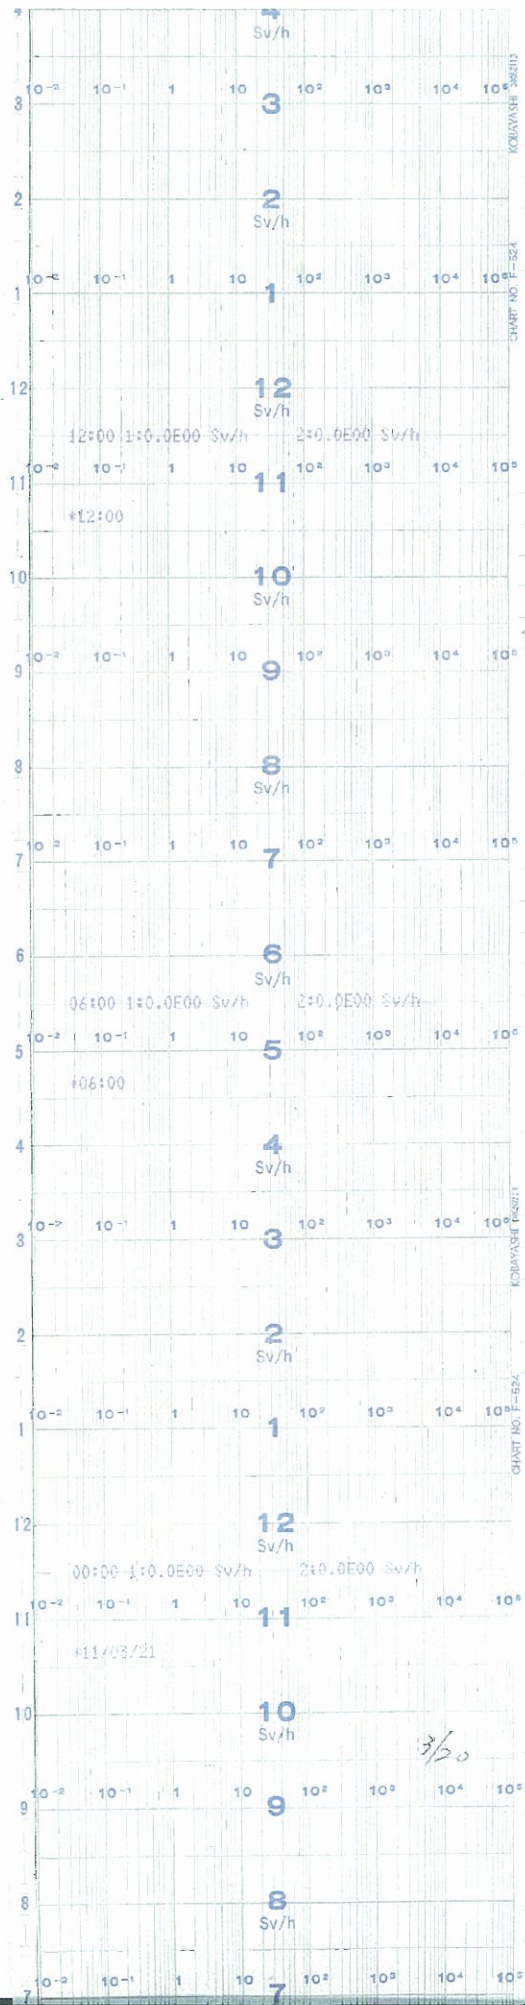 4
Sv/h
10⁻² 10⁻¹ 1 10 10² 10³ 10⁴ 10⁵
3 3
KOBAYASHI
2 2
Sv/h
CHART NO. F-624
10⁻² 10⁻¹ 1 10 10² 10³ 10⁴ 10⁵
1 1
12 12
Sv/h
12:00 1:0.0E00 Sv/h 2:0.0E00 Sv/h
10⁻² 10⁻¹ 1 10 10² 10³ 10⁴ 10⁵
11 11
*12:00
10 10
Sv/h
10⁻² 10⁻¹ 1 10 10² 10³ 10⁴ 10⁵
9 9
8 8
Sv/h
10⁻² 10⁻¹ 1 10 10² 10³ 10⁴ 10⁵
7 7
6 6
Sv/h
06:00 1:0.0E00 Sv/h 2:0.0E00 Sv/h
10⁻² 10⁻¹ 1 10 10² 10³ 10⁴ 10⁵
5 5
*06:00
4 4
Sv/h
10⁻² 10⁻¹ 1 10 10² 10³ 10⁴ 10⁵
3 3
KOBAYASHI
2 2
Sv/h
CHART NO. F-624
10⁻² 10⁻¹ 1 10 10² 10³ 10⁴ 10⁵
1 1
12 12
Sv/h
00:00 1:0.0E00 Sv/h 2:0.0E00 Sv/h
10⁻² 10⁻¹ 1 10 10² 10³ 10⁴ 10⁵
11 11
*11/03/21
10 10
Sv/h
3/20
10⁻² 10⁻¹ 1 10 10² 10³ 10⁴ 10⁵
9 9
8 8
Sv/h
10⁻² 10⁻¹ 1 10 10² 10³ 10⁴ 10⁵
7 7